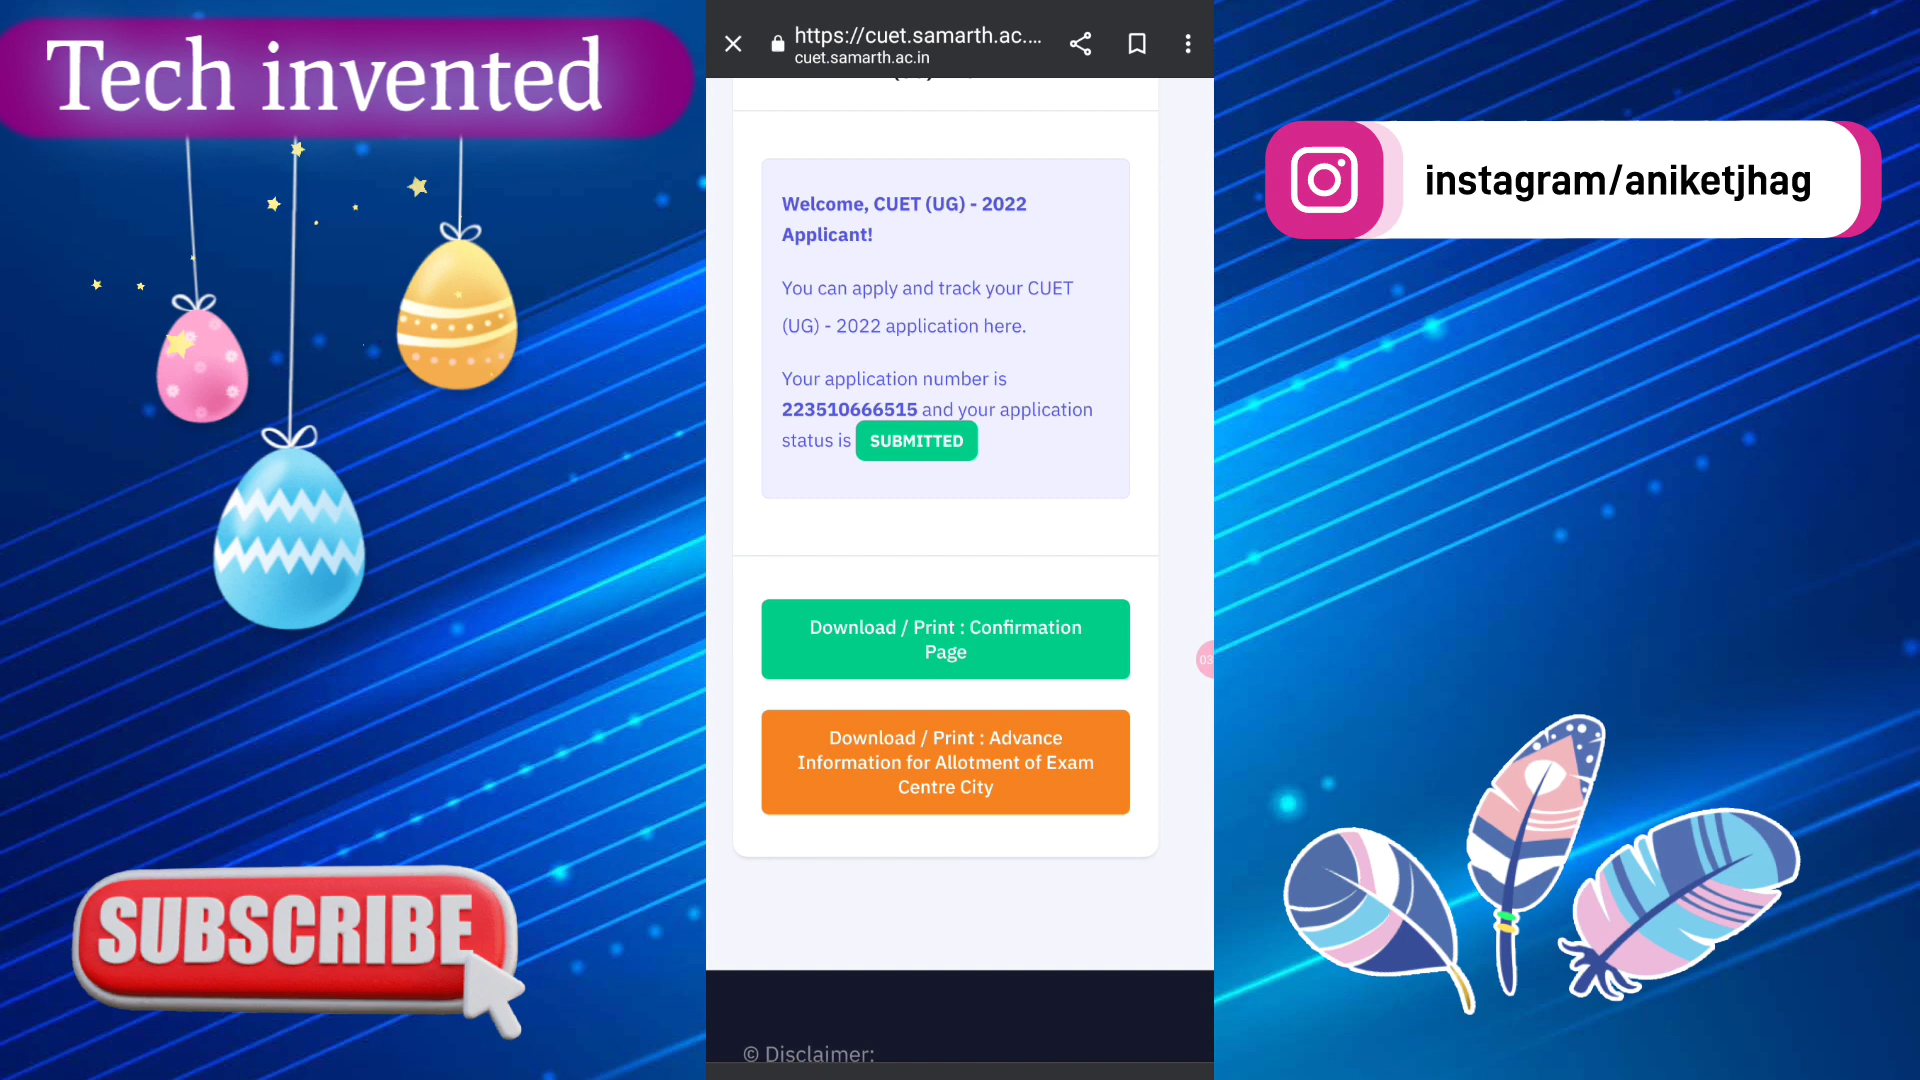 Tech invented
https://cuet.samarth.ac....
cuet.samarth.ac.in
Welcome, CUET (UG) - 2022
Applicant!
You can apply and track your CUET
(UG) - 2022 application here.
Your application number is
223510666515 and your application
status is SUBMITTED
Download / Print : Confirmation
Page
Download / Print : Advance
Information for Allotment of Exam
Centre City
© Disclaimer:
03
instagram/aniketjhag
SUBSCRIBE